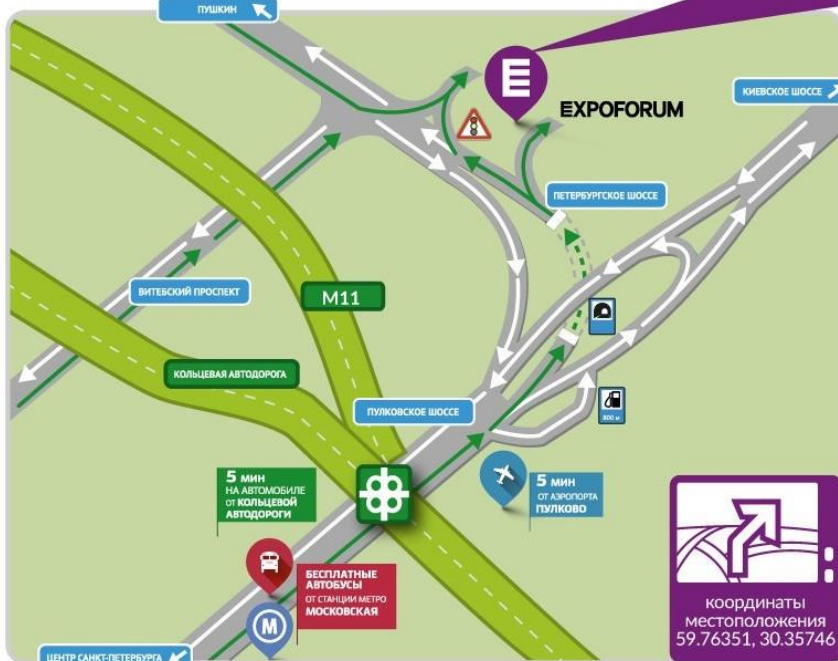 ПУШКИН
E
EXPOFORUM
КИЕВСКОЕ ШОССЕ
ПЕТЕРБУРГСКОЕ ШОССЕ
ВИТЕБСКИЙ ПРОСПЕКТ
М11
КОЛЬЦЕВАЯ АВТОДОРОГА
ПУЛКОВСКОЕ ШОССЕ
800 м
5 мин
НА АВТОМОБИЛЕ
ОТ КОЛЬЦЕВОЙ
АВТОДОРОГИ
5 мин
ОТ АЭРОПОРТА
ПУЛКОВО
БЕСПЛАТНЫЕ
АВТОБУСЫ
ОТ СТАНЦИИ МЕТРО
МОСКОВСКАЯ
М
ЦЕНТР САНКТ-ПЕТЕРБУРГА
координаты
местоположения
59.76351, 30.35746